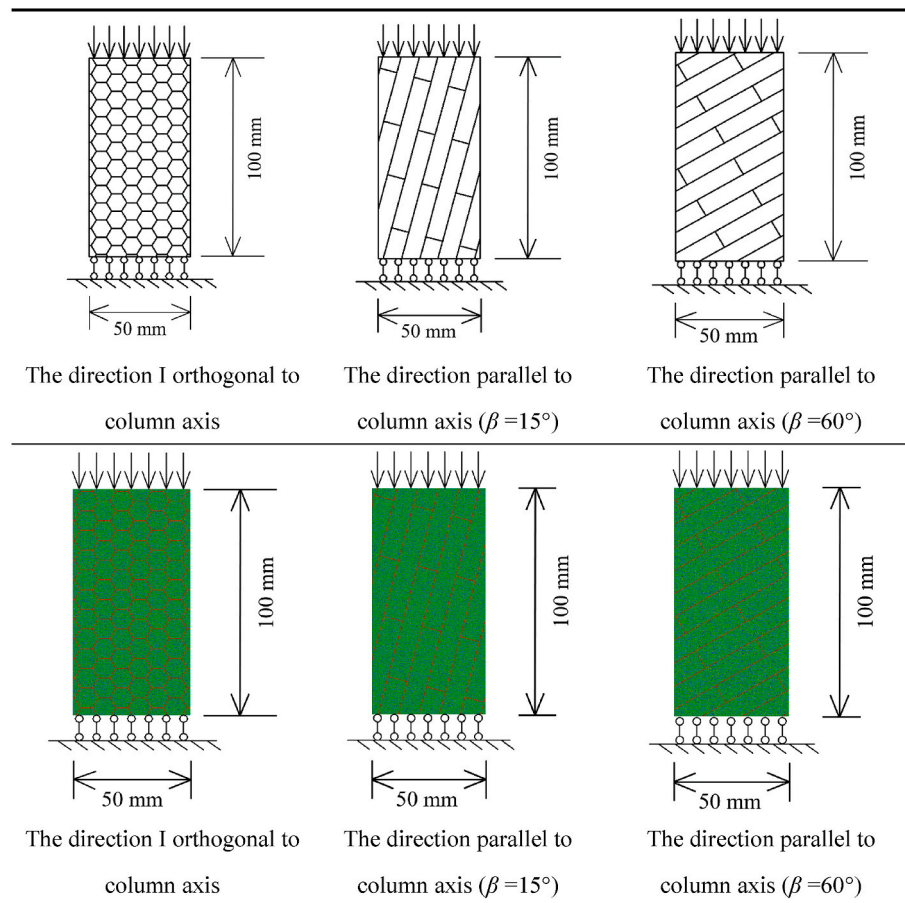 100 mm
50 mm
100 mm
50 mm
100 mm
50 mm
The direction I orthogonal to
column axis
The direction parallel to
column axis (β =15°)
The direction parallel to
column axis (β =60°)
100 mm
50 mm
100 mm
50 mm
100 mm
50 mm
The direction I orthogonal to
column axis
The direction parallel to
column axis (β =15°)
The direction parallel to
column axis (β =60°)